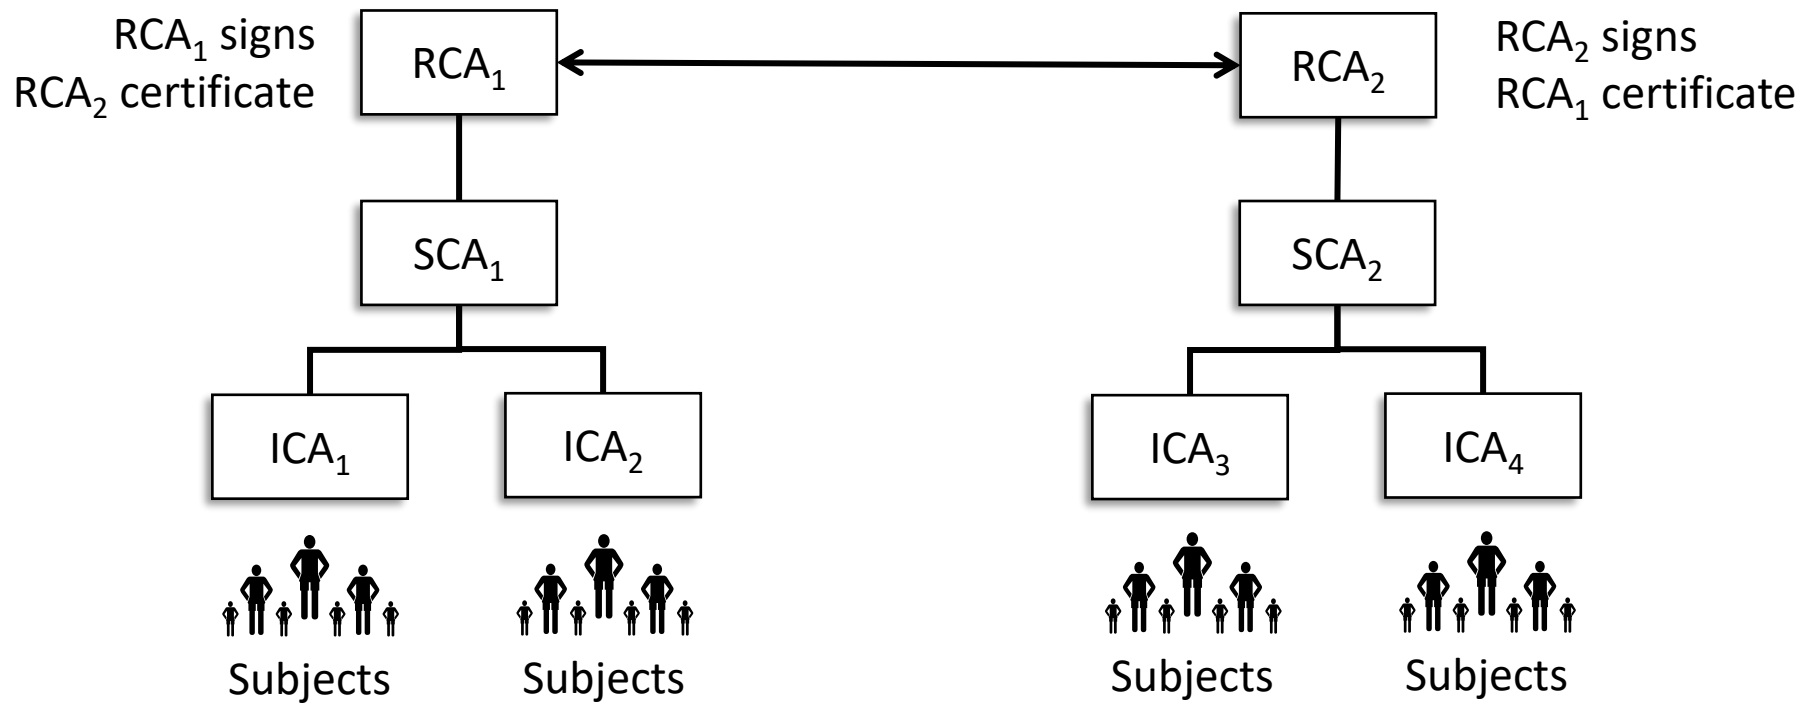 RCA₁ signs
RCA₂ certificate
RCA₁
RCA₂
RCA₂ signs
RCA₁ certificate
SCA₁
SCA₂
ICA₁
ICA₂
ICA₃
ICA₄
Subjects
Subjects
Subjects
Subjects